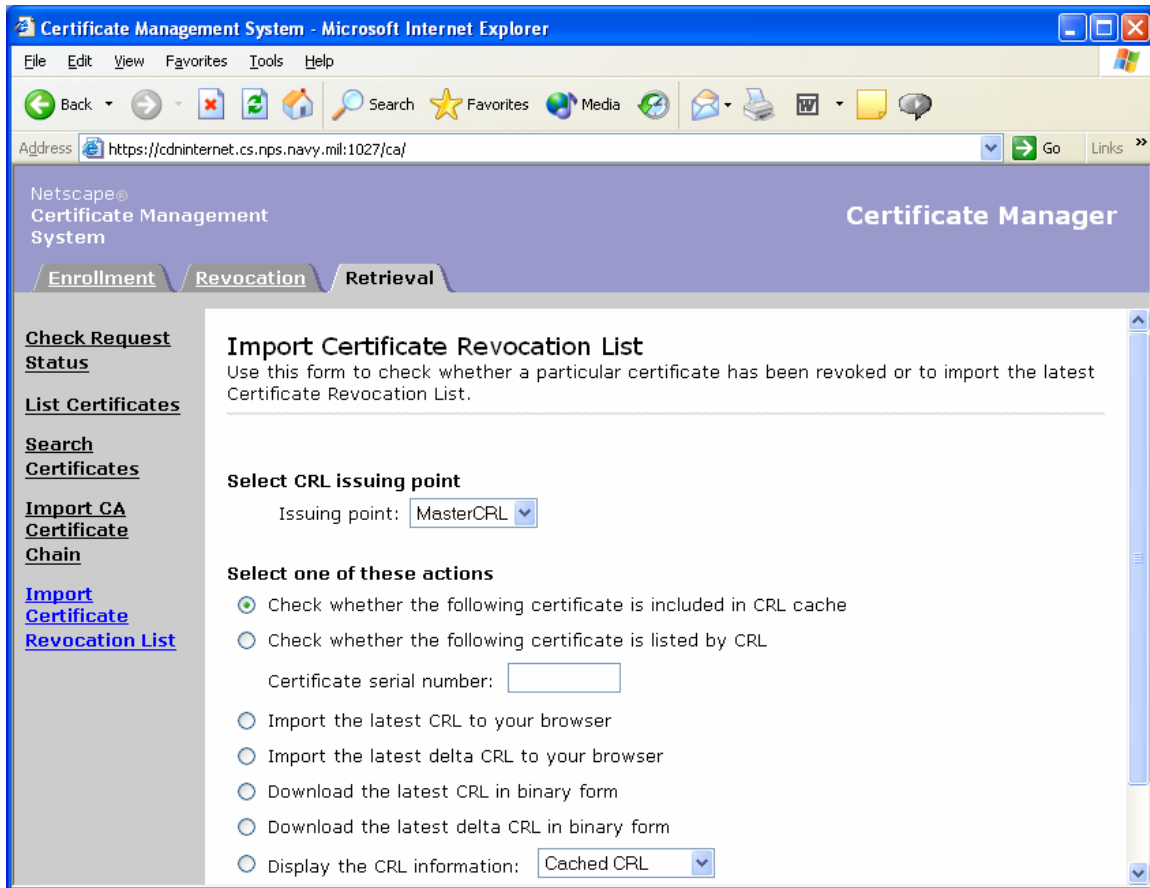 Certificate Management System - Microsoft Internet Explorer
File Edit View Favorites Tools Help
Back Search Favorites Media
Address https://cdninternet.cs.nps.navy.mil:1027/ca/ Go Links »
Netscape®
Certificate Management
System
Certificate Manager
Enrollment Revocation Retrieval
Check Request
Status
List Certificates
Search
Certificates
Import CA
Certificate
Chain
Import
Certificate
Revocation List
Import Certificate Revocation List
Use this form to check whether a particular certificate has been revoked or to import the latest
Certificate Revocation List.
Select CRL issuing point
Issuing point: MasterCRL
Select one of these actions
Check whether the following certificate is included in CRL cache
Check whether the following certificate is listed by CRL
Certificate serial number:
Import the latest CRL to your browser
Import the latest delta CRL to your browser
Download the latest CRL in binary form
Download the latest delta CRL in binary form
Display the CRL information: Cached CRL